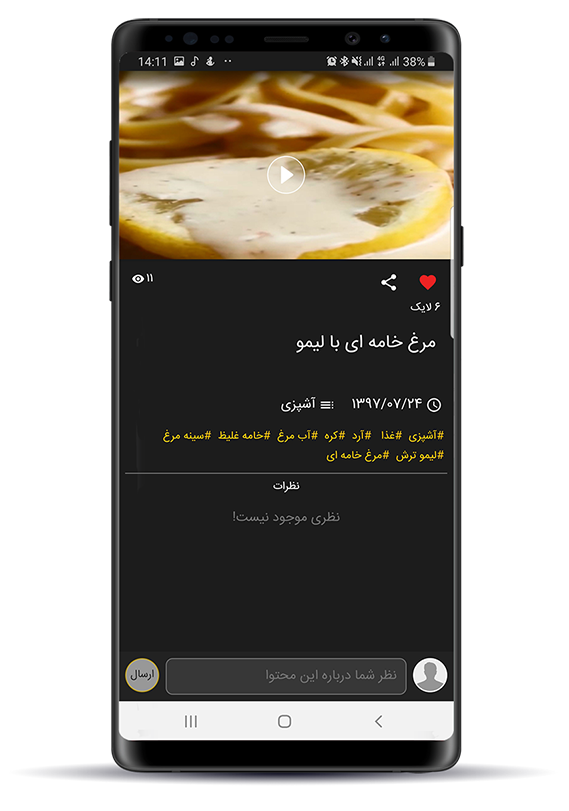 14:11 4G 38%
۱۱
۶ لایک
مرغ خامه ای با لیمو
۱۳۹۷/۰۷/۲۴ آشپزی
#آشپزی #غذا #آرد #کره #آب مرغ #خامه غلیظ #سینه مرغ
#لیمو ترش #مرغ خامه ای
نظرات
نظری موجود نیست!
نظر شما درباره این محتوا
ارسال